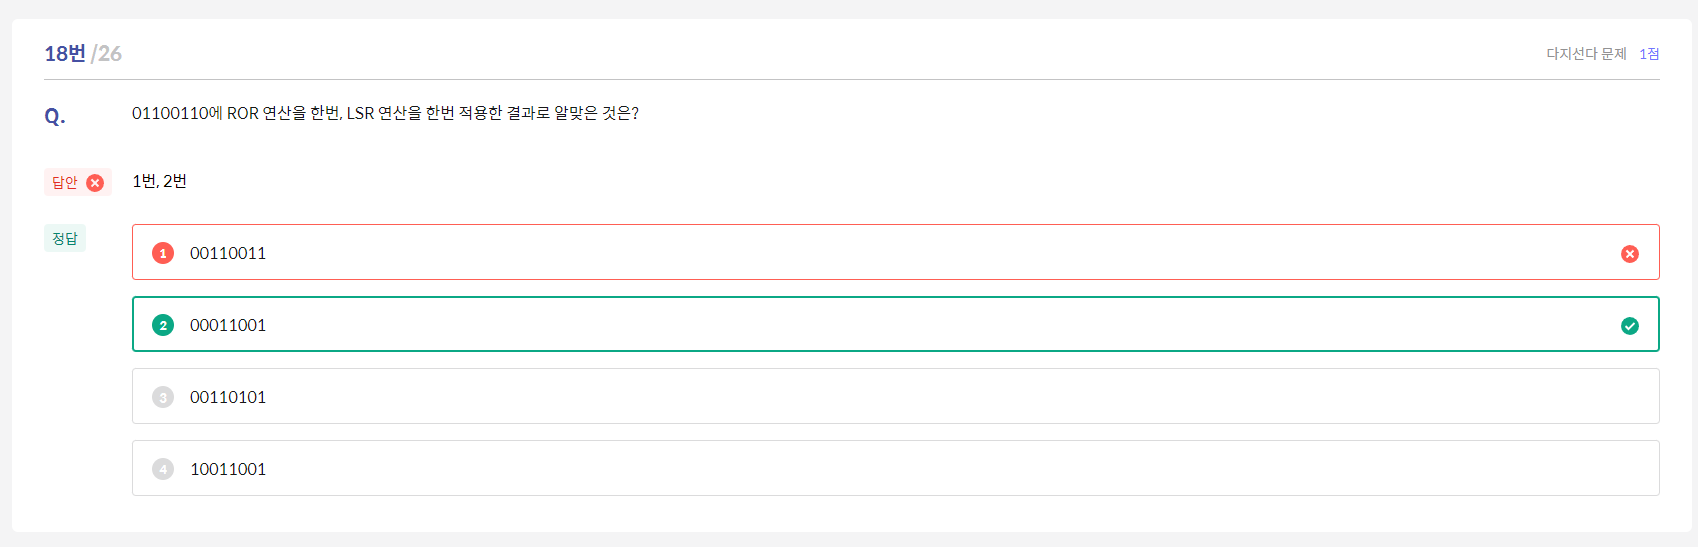 18번 /26
다지선다 문제 1점
Q. 01100110에 ROR 연산을 한번, LSR 연산을 한번 적용한 결과로 알맞은 것은?
답안 1번, 2번
정답
1 00110011
2 00011001
3 00110101
4 10011001